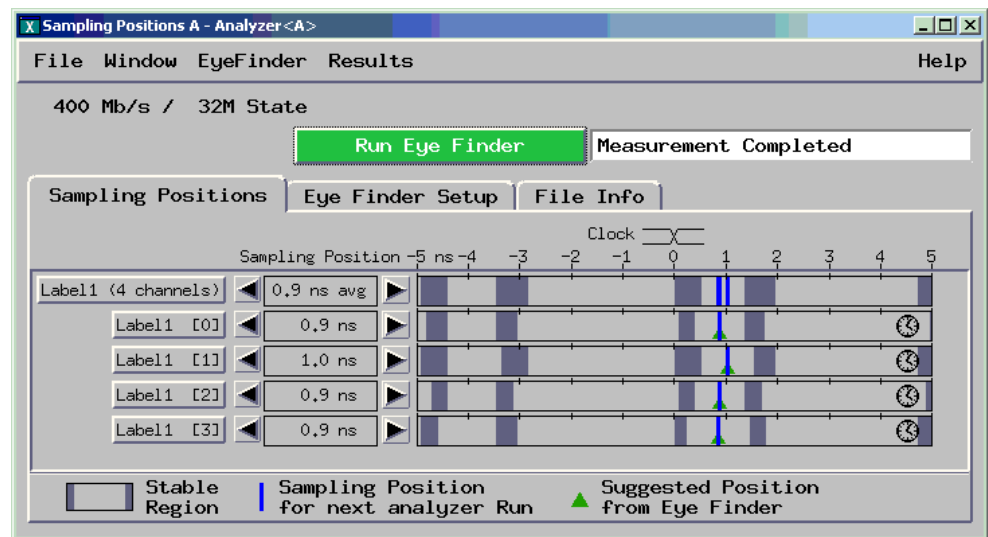 X Sampling Positions A - Analyzer<A>
File Window EyeFinder Results Help
400 Mb/s / 32M State
Run Eye Finder Measurement Completed
Sampling Positions Eye Finder Setup File Info
Clock
Sampling Position -5 ns -4 -3 -2 -1 0 1 2 3 4 5
Label1 (4 channels) 0.9 ns avg
Label1 [0] 0.9 ns
Label1 [1] 1.0 ns
Label1 [2] 0.9 ns
Label1 [3] 0.9 ns
Stable Sampling Position Suggested Position
Region for next analyzer Run from Eye Finder